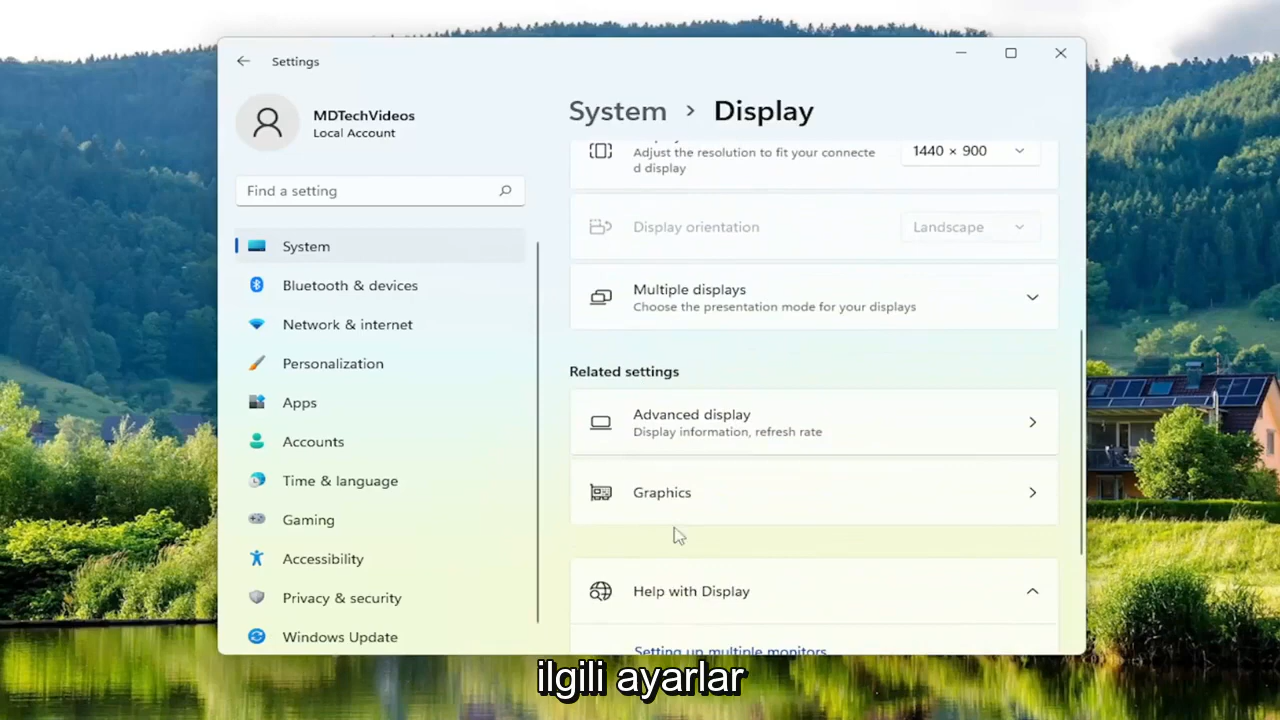 Settings
MDTechVideos
Local Account
Find a setting
System
Bluetooth & devices
Network & internet
Personalization
Apps
Accounts
Time & language
Gaming
Accessibility
Privacy & security
Windows Update
System > Display
Adjust the resolution to fit your connecte
d display
1440 × 900
Display orientation
Landscape
Multiple displays
Choose the presentation mode for your displays
Related settings
Advanced display
Display information, refresh rate
Graphics
Help with Display
Setting up multiple monitors
ilgili ayarlar